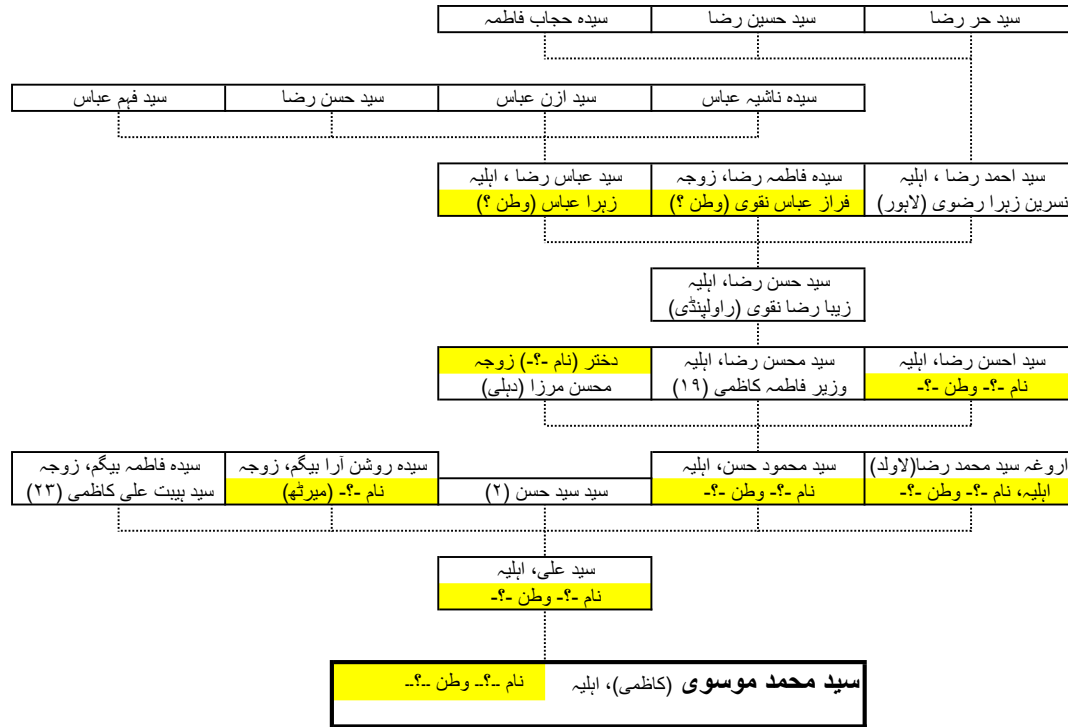 سید حر رضا
سید حسین رضا
سیدہ حجاب فاطمہ
سیدہ ناشیہ عباس
سید ازن عباس
سید حسن رضا
سید فہم عباس
سید احمد رضا ، اہلیہ
نسرین زہرا رضوی (لاہور)
سیدہ فاطمہ رضا، زوجہ
فراز عباس نقوی (وطن ؟)
سید عباس رضا ، اہلیہ
زہرا عباس (وطن ؟)
سید حسن رضا، اہلیہ
زیبا رضا نقوی (راولپنڈی)
سید احسن رضا، اہلیہ
نام -؟- وطن -؟-
سید محسن رضا، اہلیہ
وزیر فاطمہ کاظمی (۱۹)
دختر (نام -؟-) زوجہ
محسن مرزا (دہلی)
اروغہ سید محمد رضا(لاولد)
اہلیہ، نام -؟- وطن -؟-
سید محمود حسن، اہلیہ
نام -؟- وطن -؟-
سید سید حسن (۲)
سیدہ روشن آرا بیگم، زوجہ
نام -؟- (میرٹھ)
سیدہ فاطمہ بیگم، زوجہ
سید ہیبت علی کاظمی (۲۳)
سید علی، اہلیہ
نام -؟- وطن -؟-
سید محمد موسوی (کاظمی)، اہلیہ نام --؟-- وطن --؟--